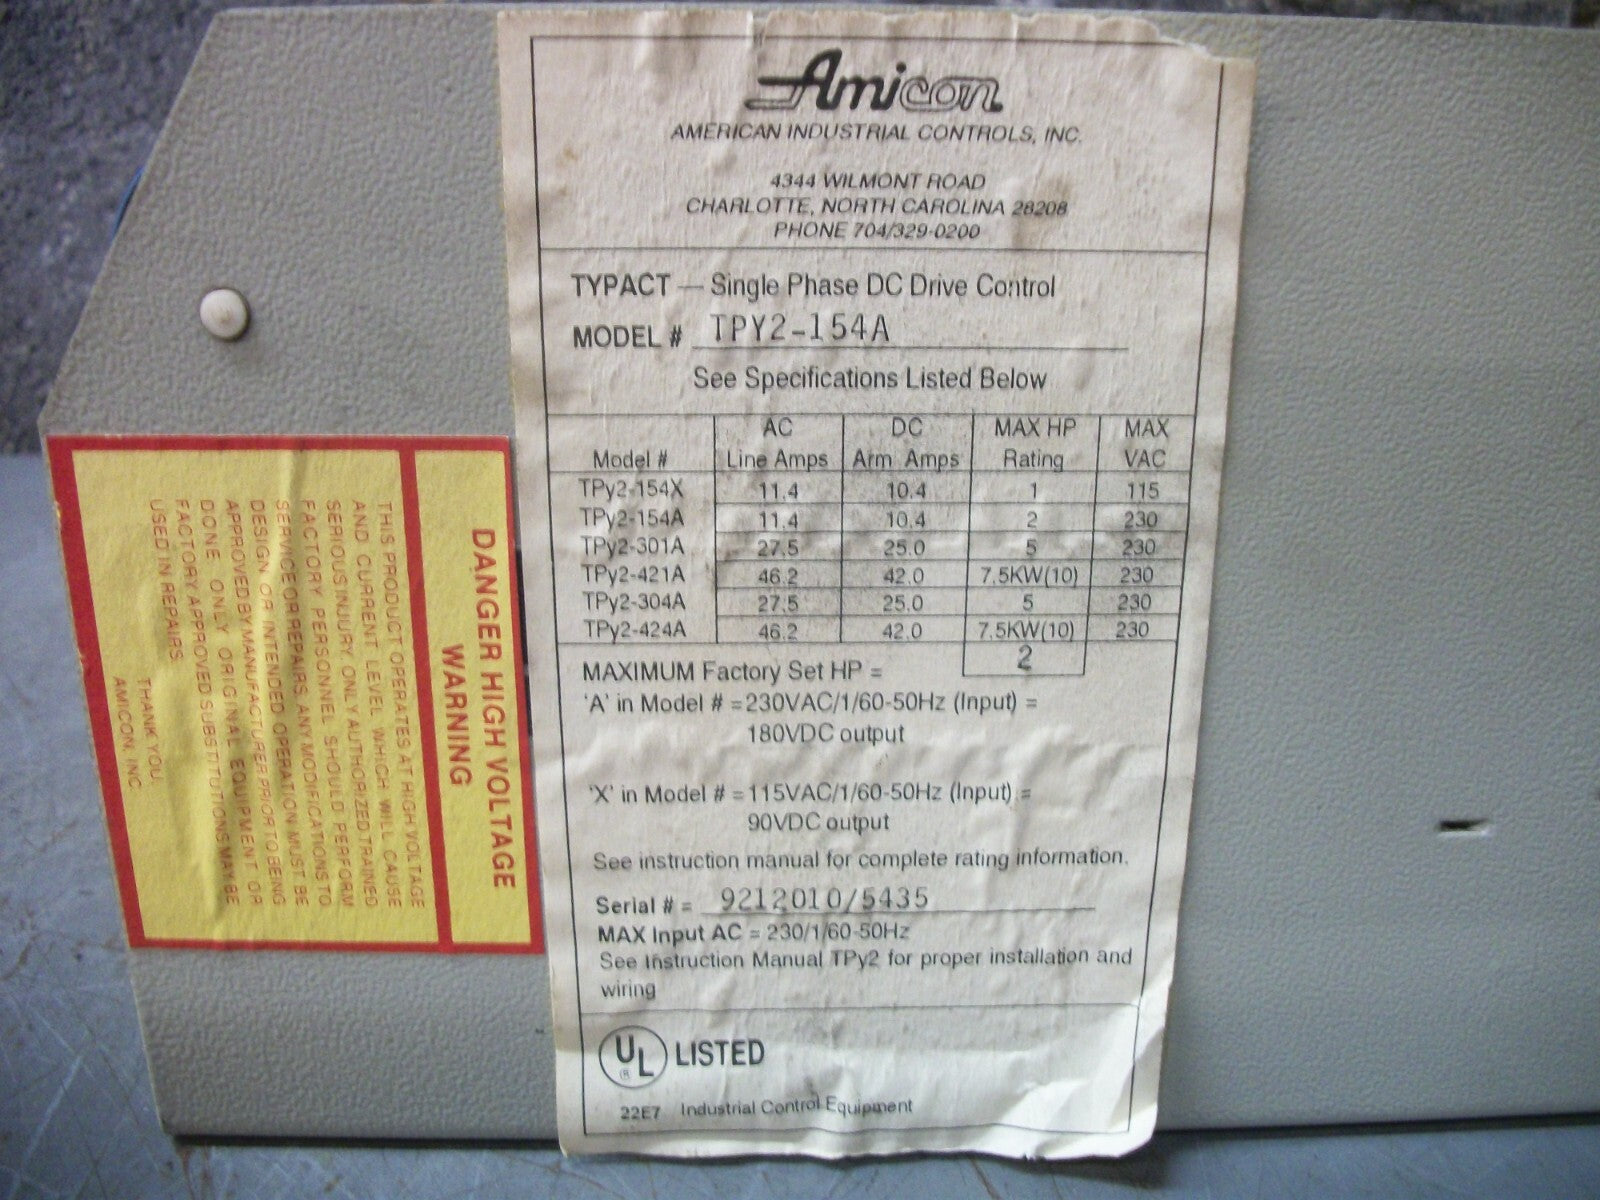 Amicon
AMERICAN INDUSTRIAL CONTROLS, INC.
4344 WILMONT ROAD
CHARLOTTE, NORTH CAROLINA 28208
PHONE 704/329-0200
TYPACT — Single Phase DC Drive Control
MODEL # TPY2-154A
See Specifications Listed Below
Model # AC Line Amps DC Arm Amps MAX HP Rating MAX VAC
TPy2-154X 11.4 10.4 1 115
TPy2-154A 11.4 10.4 2 230
TPy2-301A 27.5 25.0 5 230
TPy2-421A 46.2 42.0 7.5KW(10) 230
TPy2-304A 27.5 25.0 5 230
TPy2-424A 46.2 42.0 7.5KW(10) 230
MAXIMUM Factory Set HP = 2
'A' in Model # = 230VAC/1/60-50Hz (Input) =
180VDC output
'X' in Model # = 115VAC/1/60-50Hz (Input) =
90VDC output
See instruction manual for complete rating information.
Serial # = 9212010/5435
MAX Input AC = 230/1/60-50Hz
See Instruction Manual TPy2 for proper installation and
wiring
UL ® LISTED
22E7 Industrial Control Equipment
DANGER HIGH VOLTAGE
WARNING
THIS PRODUCT OPERATES AT HIGH VOLTAGE
AND CURRENT LEVEL WHICH WILL CAUSE
SERIOUS INJURY. ONLY AUTHORIZED TRAINED
FACTORY PERSONNEL SHOULD PERFORM
SERVICE OR REPAIRS. ANY MODIFICATIONS TO
DESIGN OR INTENDED OPERATION MUST BE
APPROVED BY MANUFACTURER PRIOR TO BEING
DIONE. ONLY ORIGINAL EQUIPMENT OR
FACTORY APPROVED SUBSTITUTIONS MAY BE
USED IN REPAIRS.
THANK YOU,
AMICON, INC.